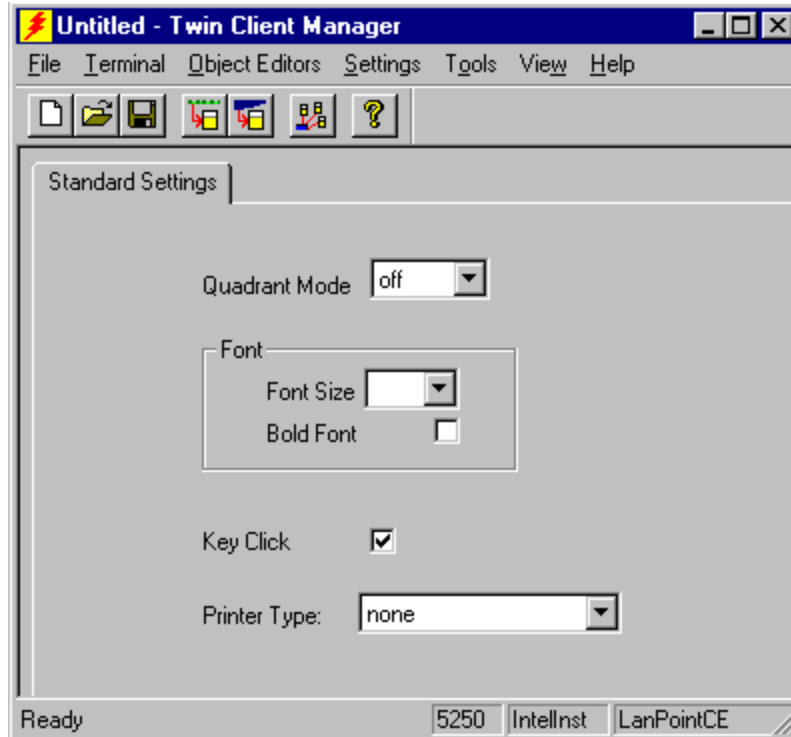 Untitled - Twin Client Manager
File Terminal Object Editors Settings Tools View Help
Standard Settings
Quadrant Mode off
Font
Font Size
Bold Font
Key Click
Printer Type: none
Ready 5250 IntelInst LanPointCE